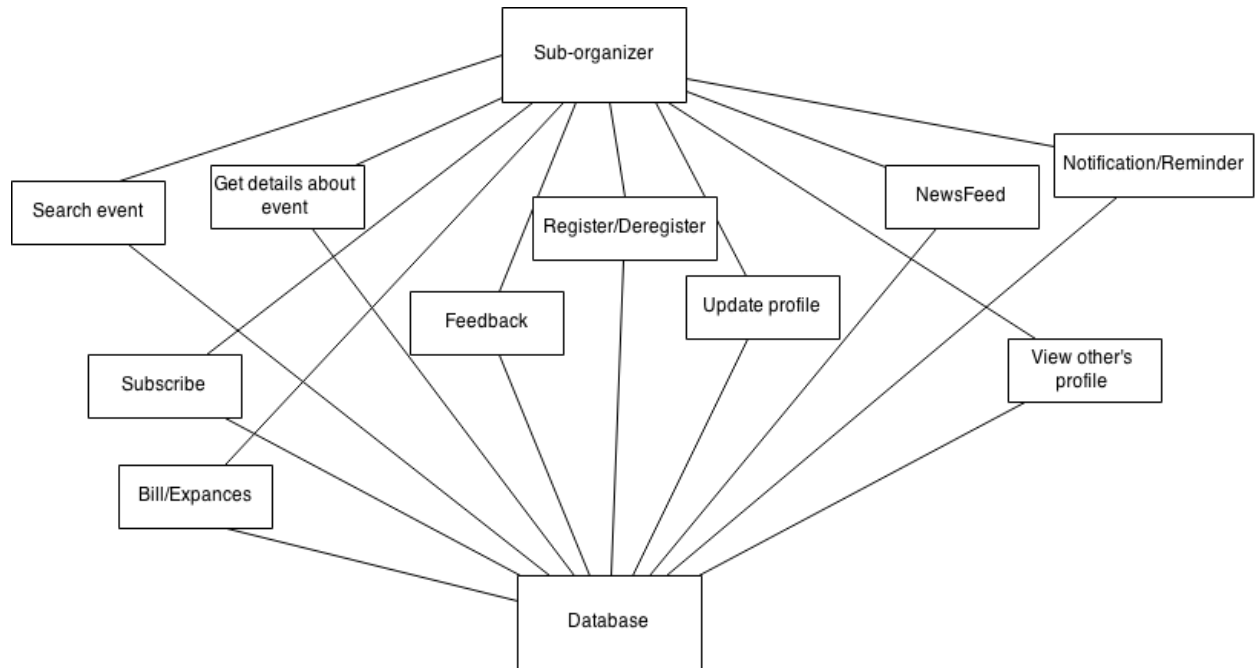 Sub-organizer
Notification/Reminder
Get details about
event
NewsFeed
Search event
Register/Deregister
Update profile
Feedback
View other's
profile
Subscribe
Bill/Expances
Database